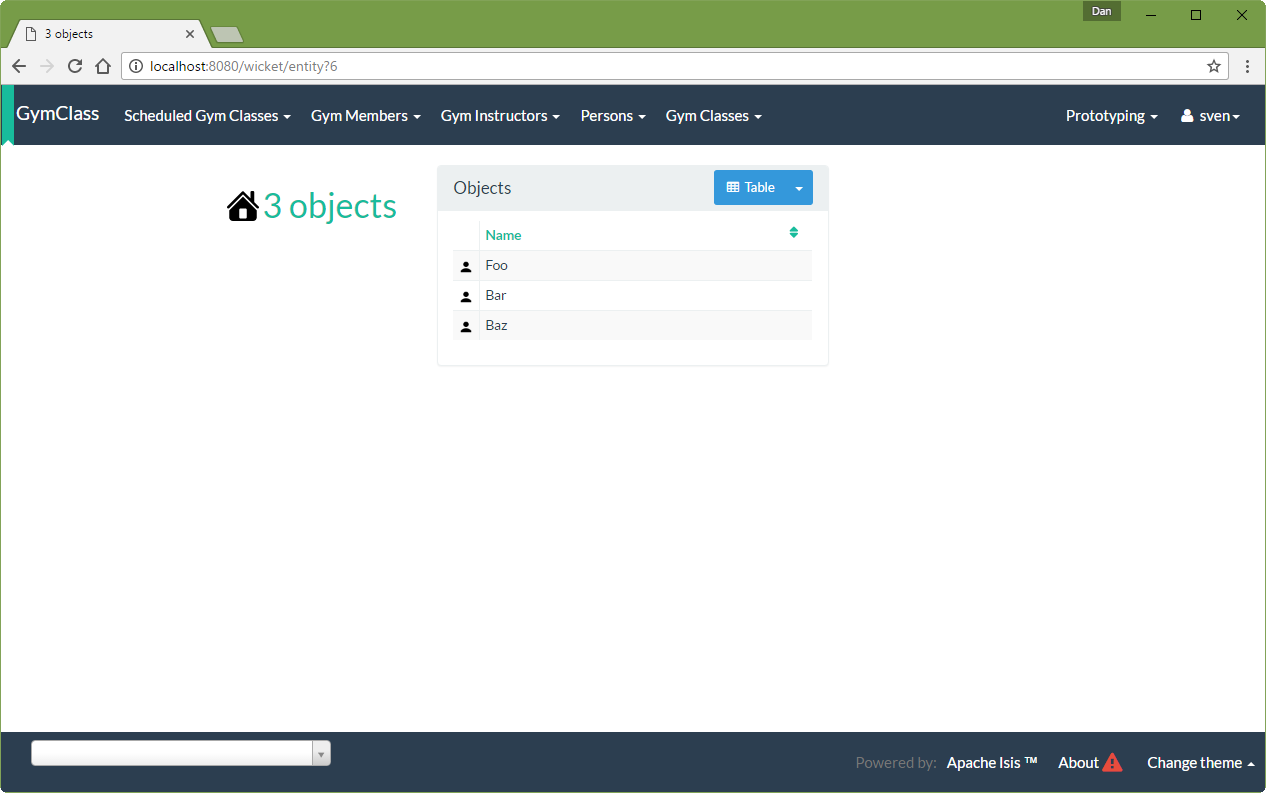 Dan
3 objects
localhost:8080/wicket/entity?6
GymClass Scheduled Gym Classes Gym Members Gym Instructors Persons Gym Classes Prototyping sven
3 objects
Objects Table
Name
Foo
Bar
Baz
Powered by: Apache Isis ™ About Change theme